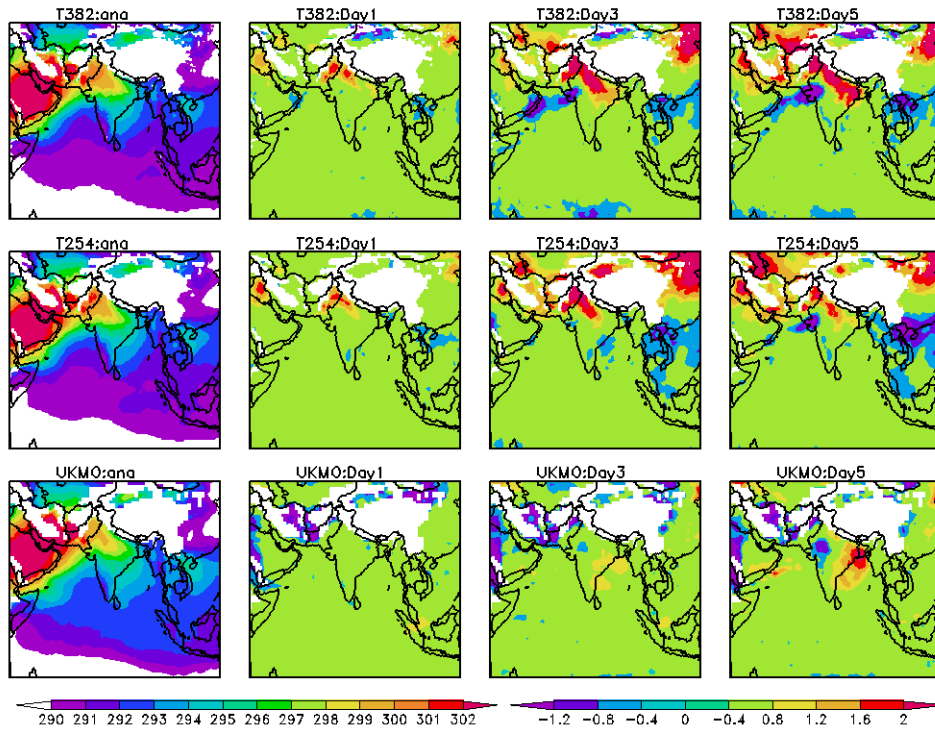 T382:ana T382:Day1 T382:Day3 T382:Day5
T254:ana T254:Day1 T254:Day3 T254:Day5
UKMO:ana UKMO:Day1 UKMO:Day3 UKMO:Day5
290 291 292 293 294 295 296 297 298 299 300 301 302 -1.2 -0.8 -0.4 0 -0.4 0.8 1.2 1.6 2